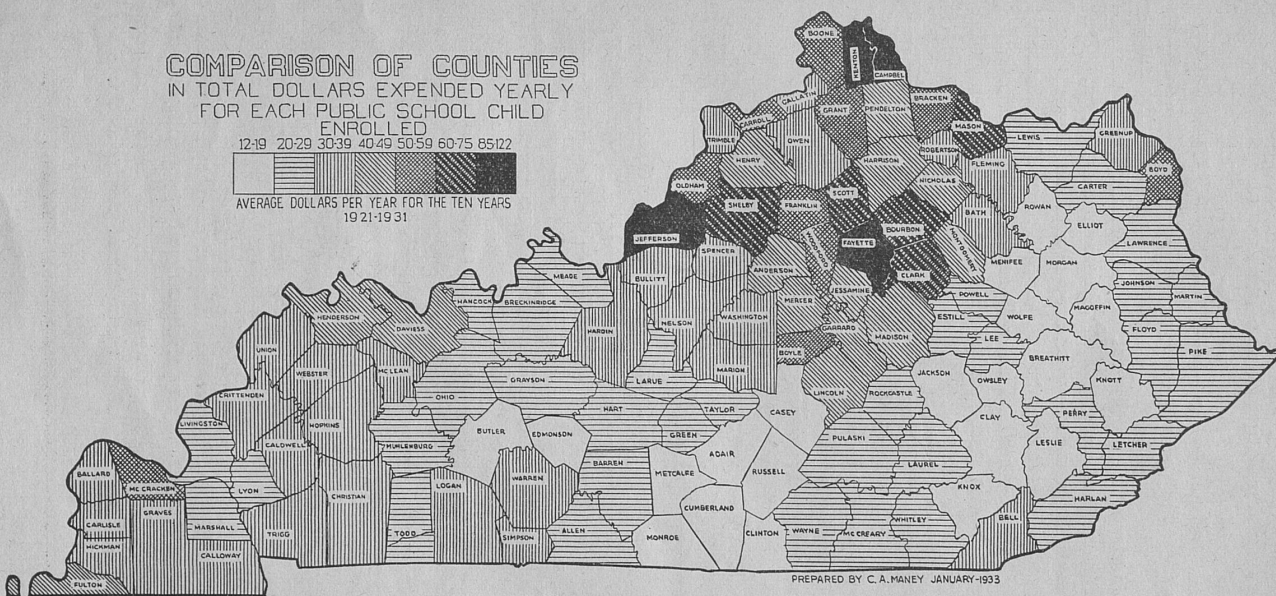 COMPARISON OF COUNTIES
IN TOTAL DOLLARS EXPENDED YEARLY
FOR EACH PUBLIC SCHOOL CHILD
ENROLLED
12-19 20-29 30-39 40-49 50-59 60-75 85-122
AVERAGE DOLLARS PER YEAR FOR THE TEN YEARS
1921-1931
BOONE
KENTON
CAMPBEL
GALLATIN
GRANT
PENDELTON
BRACKEN
CARROLL
MASON
TRIMBLE
OWEN
ROBERTSON
LEWIS
GREENUP
HENRY
HARRISON
FLEMING
BOYD
OLDHAM
NICHOLAS
CARTER
SHELBY
FRANKLIN
SCOTT
BATH
ROWAN
ELLIOT
JEFFERSON
WOODFORD
FAYETTE
BOURBON
MONTGOMERY
LAWRENCE
SPENCER
ANDERSON
CLARK
MENIFEE
MORGAN
MEADE
BULLITT
JESSAMINE
POWELL
JOHNSON
MARTIN
HANCOCK
BRECKINRIDGE
MERCER
WASHINGTON
ESTILL
WOLFE
MAGOFFIN
HENDERSON
DAVIESS
HARDIN
NELSON
GARRARD
MADISON
LEE
FLOYD
PIKE
UNION
BOYLE
BREATHITT
WEBSTER
MC LEAN
GRAYSON
LARUE
MARION
JACKSON
OWSLEY
KNOTT
CRITTENDEN
OHIO
LINCOLN
ROCKCASTLE
LIVINGSTON
HOPKINS
HART
TAYLOR
CASEY
CLAY
PERRY
CALDWELL
MUHLENBURG
BUTLER
EDMONSON
GREEN
PULASKI
LESLIE
LETCHER
BALLARD
BARREN
ADAIR
LAUREL
MC CRACKEN
LYON
CHRISTIAN
LOGAN
WARREN
METCALFE
RUSSELL
KNOX
HARLAN
CARLISLE
GRAVES
MARSHALL
CUMBERLAND
WHITLEY
BELL
HICKMAN
CALLOWAY
TRIGG
TODD
SIMPSON
ALLEN
MONROE
CLINTON
WAYNE
MC CREARY
FULTON
PREPARED BY C.A.MANEY JANUARY-1933